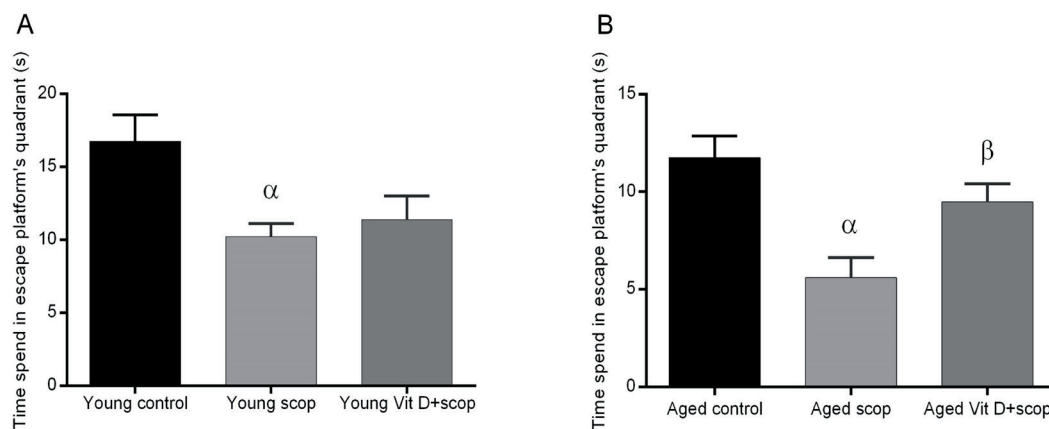 A
Time spend in escape platform's quadrant (s)
20
15
10
5
0
α
Young control
Young scop
Young Vit D+scop
B
Time spend in escape platform's quadrant (s)
15
10
5
0
α
β
Aged control
Aged scop
Aged Vit D+scop